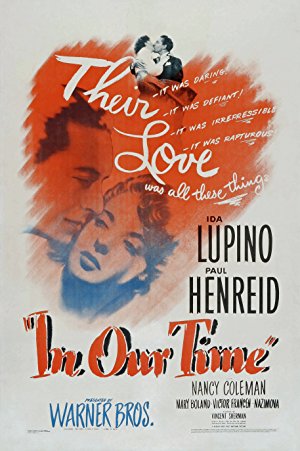 Their
-IT WAS DARING!
-IT WAS DEFIANT!
-IT WAS IRREPRESSIBLE
-IT WAS RAPTUROUS
Love
was all these things
IDA
LUPINO
PAUL
HENREID
"In Our Time"
NANCY COLEMAN
MARY BOLAND VICTOR FRANCEN NAZIMOVA
VINCENT SHERMAN
PRESENTED BY
WARNER BROS.